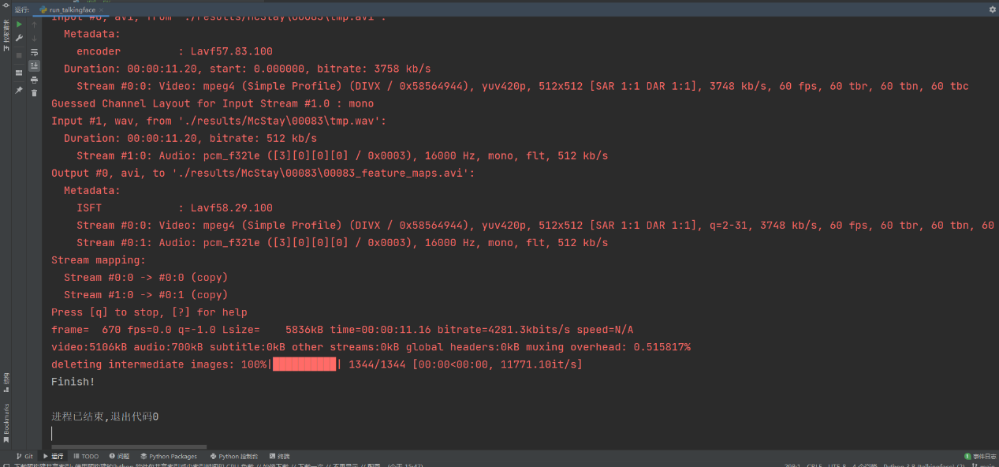 运行: run_talkingface
Input #0, avi, from './results/McStay\00083\tmp.avi':
Metadata:
encoder : Lavf57.83.100
Duration: 00:00:11.20, start: 0.000000, bitrate: 3758 kb/s
Stream #0:0: Video: mpeg4 (Simple Profile) (DIVX / 0x58564944), yuv420p, 512x512 [SAR 1:1 DAR 1:1], 3748 kb/s, 60 fps, 60 tbr, 60 tbn, 60 tbc
Guessed Channel Layout for Input Stream #1.0 : mono
Input #1, wav, from './results/McStay\00083\tmp.wav':
Duration: 00:00:11.20, bitrate: 512 kb/s
Stream #1:0: Audio: pcm_f32le ([3][0][0][0] / 0x0003), 16000 Hz, mono, flt, 512 kb/s
Output #0, avi, to './results/McStay\00083\00083_feature_maps.avi':
Metadata:
ISFT : Lavf58.29.100
Stream #0:0: Video: mpeg4 (Simple Profile) (DIVX / 0x58564944), yuv420p, 512x512 [SAR 1:1 DAR 1:1], q=2-31, 3748 kb/s, 60 fps, 60 tbr, 60 tbn, 60
Stream #0:1: Audio: pcm_f32le ([3][0][0][0] / 0x0003), 16000 Hz, mono, flt, 512 kb/s
Stream mapping:
Stream #0:0 -> #0:0 (copy)
Stream #1:0 -> #0:1 (copy)
Press [q] to stop, [?] for help
frame= 670 fps=0.0 q=-1.0 Lsize= 5836kB time=00:00:11.16 bitrate=4281.3kbits/s speed=N/A
video:5106kB audio:700kB subtitle:0kB other streams:0kB global headers:0kB muxing overhead: 0.515817%
deleting intermediate images: 100%|██████████| 1344/1344 [00:00<00:00, 11771.10it/s]
Finish!
进程已结束,退出代码0
结构
Bookmarks
Git 运行 TODO 问题 Python Packages Python 控制台 终端 1 事件日志